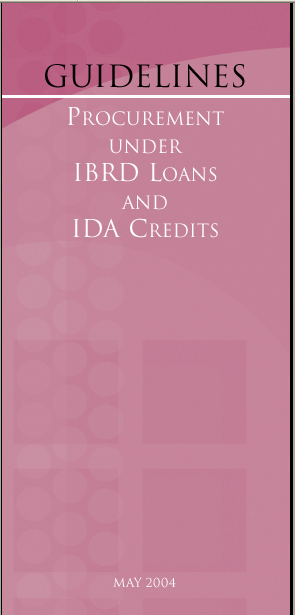 GUIDELINES
PROCUREMENT
UNDER
IBRD LOANS
AND
IDA CREDITS
MAY 2004